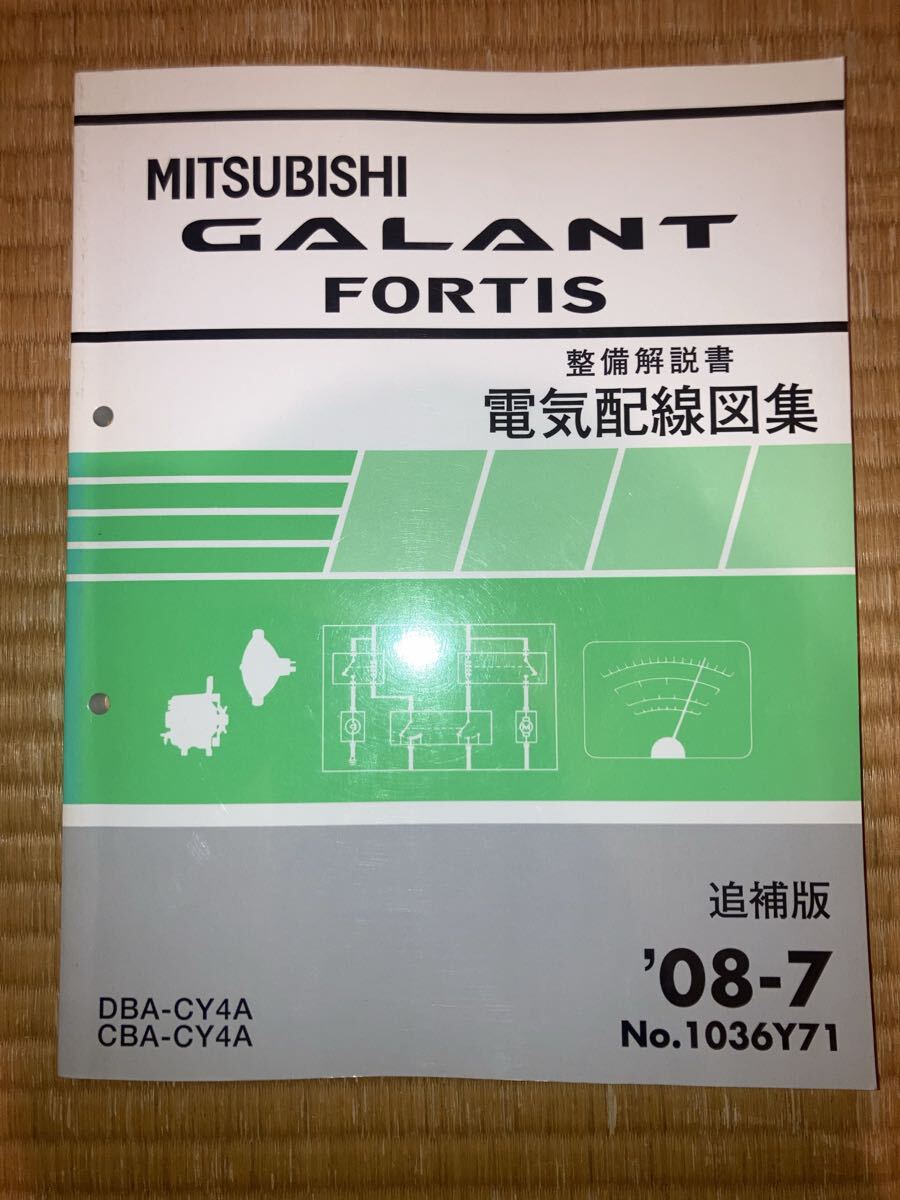 MITSUBISHI
GALANT
FORTIS
整備解説書
電気配線図集
追補版
'08-7
No.1036Y71
DBA-CY4A
CBA-CY4A